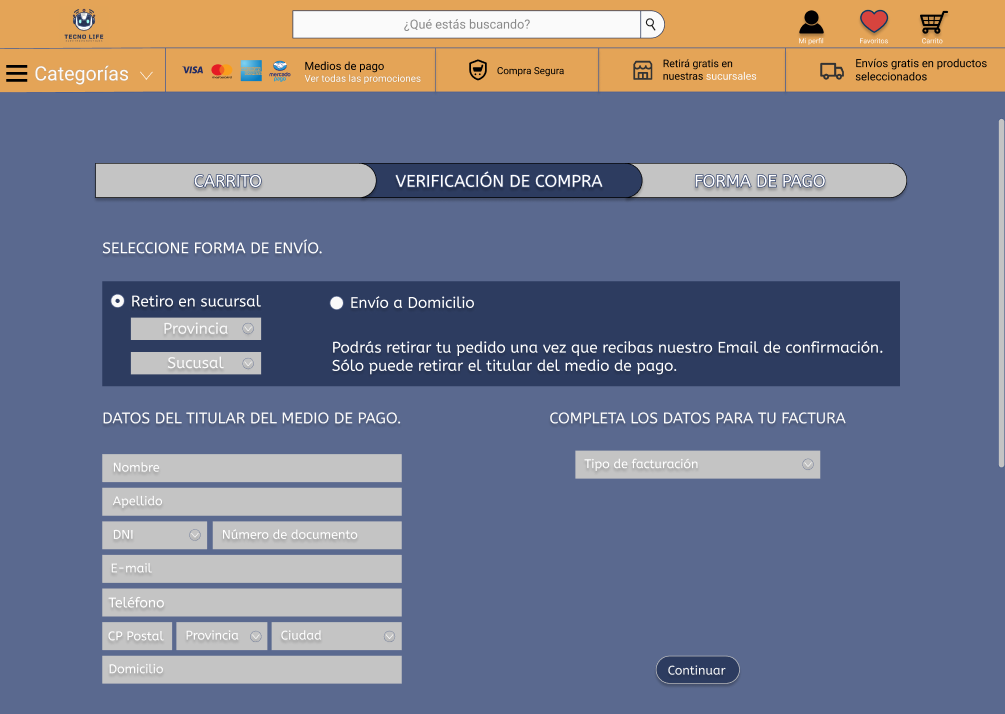 TECNO LIFE
¿Qué estás buscando?
Mi perfil
Favoritos
Carrito
Categorías
VISA
mercado
pago
Medios de pago
Ver todas las promociones
Compra Segura
Retirá gratis en
nuestras sucursales
Envíos gratis en productos
seleccionados
CARRITO
VERIFICACIÓN DE COMPRA
FORMA DE PAGO
SELECCIONE FORMA DE ENVÍO.
Retiro en sucursal
Envío a Domicilio
Provincia
Sucusal
Podrás retirar tu pedido una vez que recibas nuestro Email de confirmación.
Sólo puede retirar el titular del medio de pago.
DATOS DEL TITULAR DEL MEDIO DE PAGO.
COMPLETA LOS DATOS PARA TU FACTURA
Nombre
Tipo de facturación
Apellido
DNI
Número de documento
E-mail
Teléfono
CP Postal
Provincia
Ciudad
Domicilio
Continuar